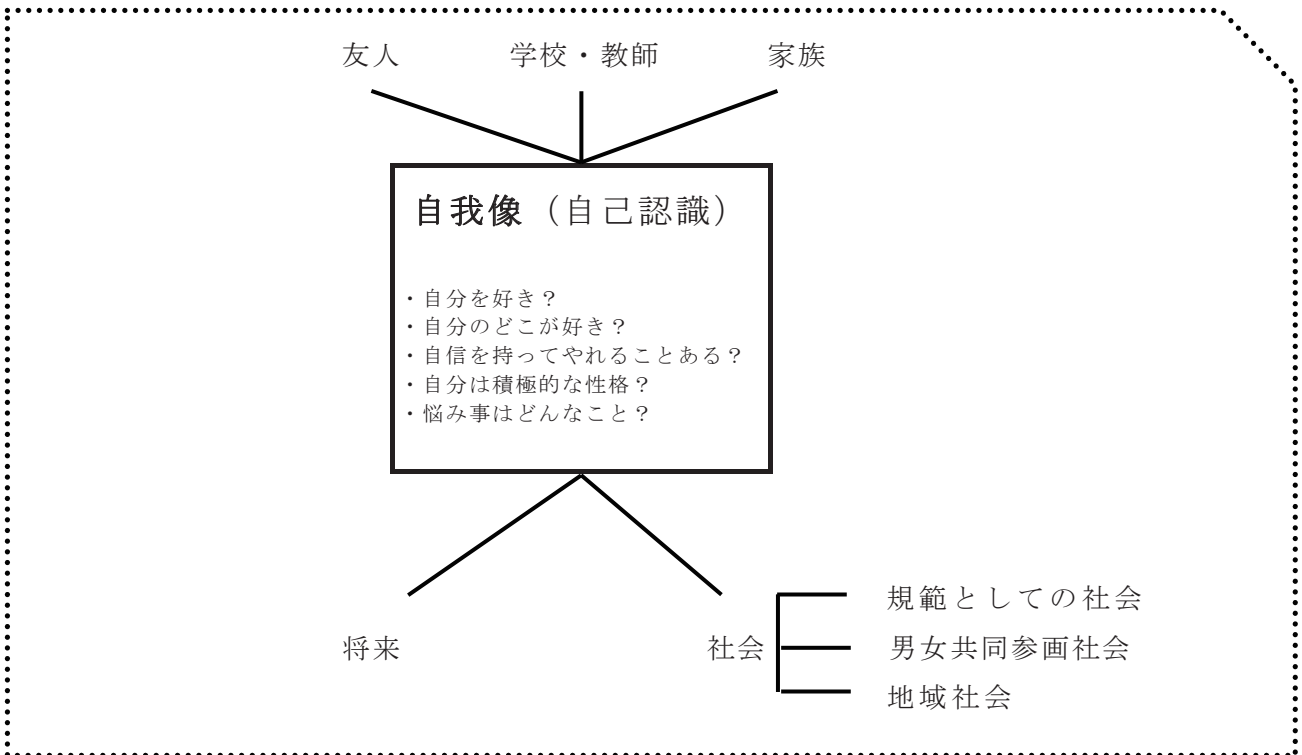 友人 学校・教師 家族
自我像（自己認識）
・自分を好き？
・自分のどこが好き？
・自信を持ってやれることある？
・自分は積極的な性格？
・悩み事はどんなこと？
将来 社会
規範としての社会
男女共同参画社会
地域社会